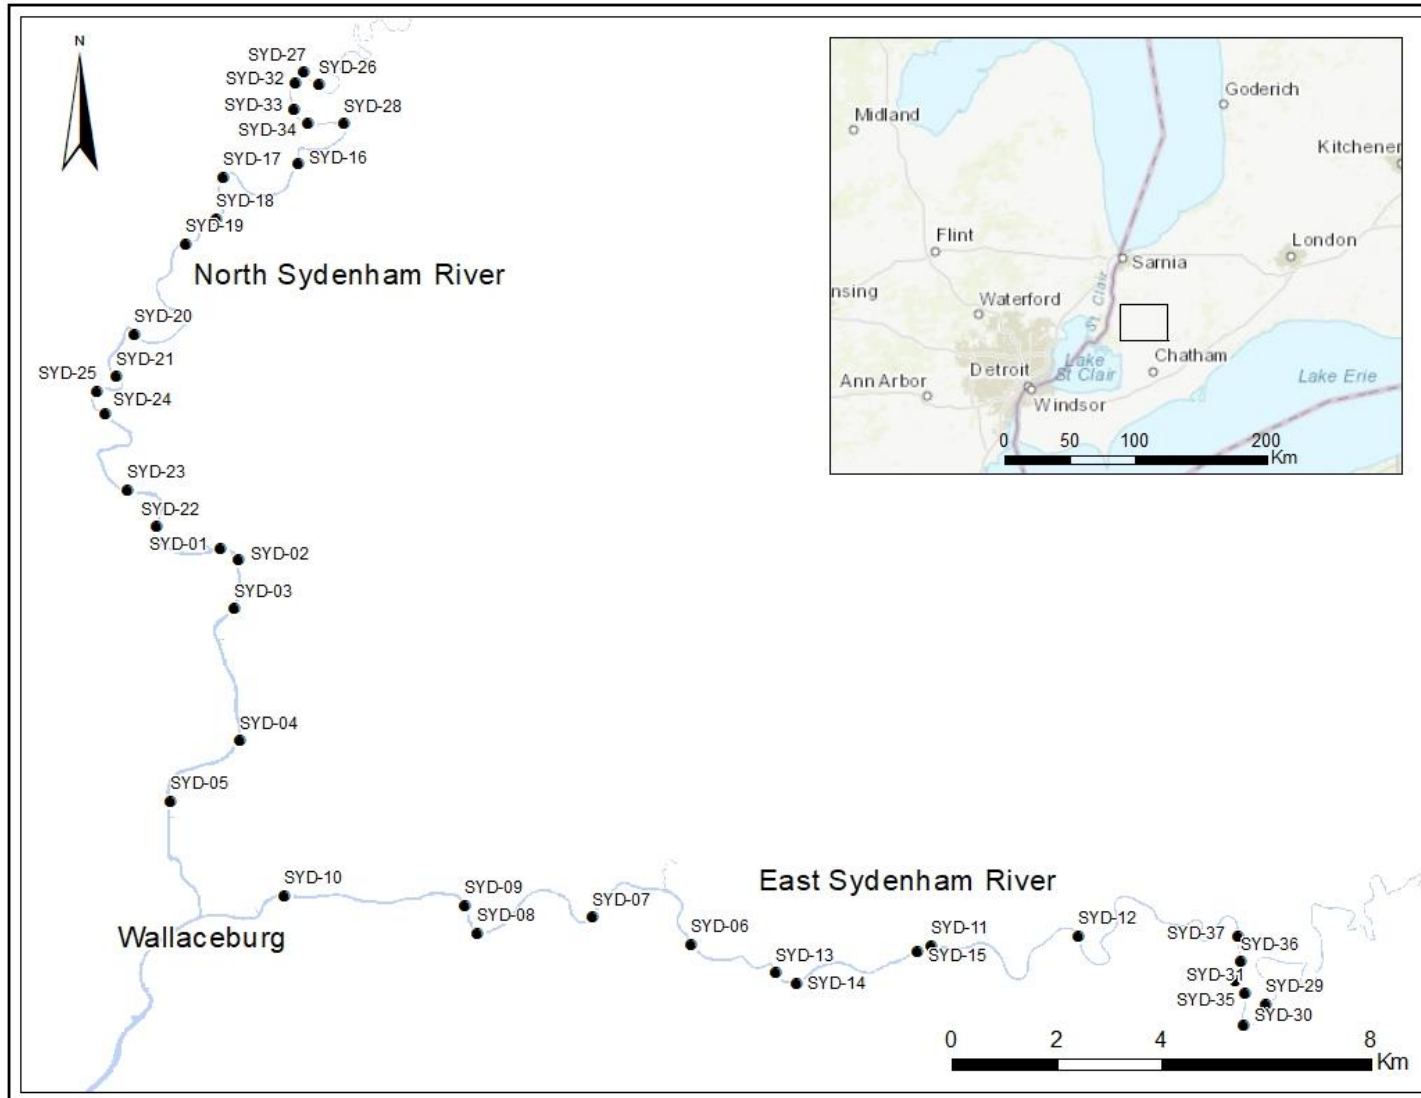 N
SYD-27
SYD-26
SYD-32
SYD-33
SYD-28
SYD-34
SYD-17
SYD-16
SYD-18
SYD-19
North Sydenham River
SYD-20
SYD-21
SYD-25
SYD-24
SYD-23
SYD-22
SYD-01
SYD-02
SYD-03
SYD-04
SYD-05
SYD-10
SYD-09
SYD-08
SYD-07
East Sydenham River
SYD-06
SYD-11
SYD-12
SYD-13
SYD-15
SYD-14
SYD-37
SYD-36
SYD-31
SYD-29
SYD-35
SYD-30
Wallaceburg
0 2 4 6 8
Km
Goderich
Midland
Kitchener
Flint
London
Sarnia
nsing
Waterford
St. Clair
Detroit
Lake
St Clair
Chatham
Ann Arbor
Windsor
Lake Erie
0 50 100 200
Km